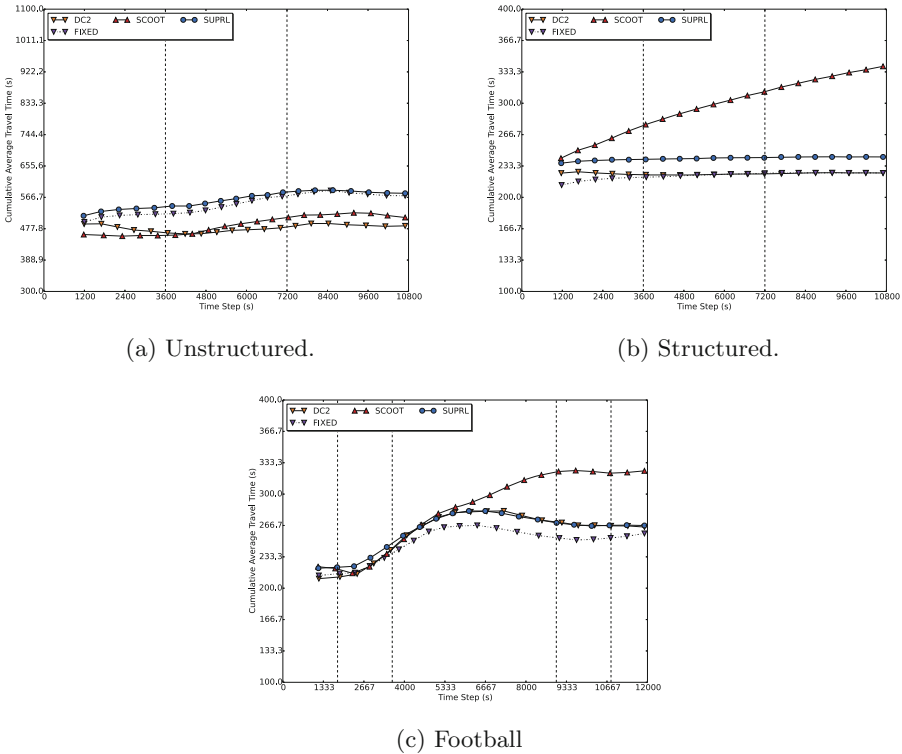 1100,0
1011,1
922,2
833,3
744,4
655,6
566,7
477,8
388,9
300,0
Cumulative Average Travel Time (s)
DC2 SCOOT SUPRL
FIXED
0 1200 2400 3600 4800 6000 7200 8400 9600 10800
Time Step (s)
(a) Unstructured.
400,0
366,7
333,3
300,0
266,7
233,3
200,0
166,7
133,3
100,0
Cumulative Average Travel Time (s)
DC2 SCOOT SUPRL
FIXED
0 1200 2400 3600 4800 6000 7200 8400 9600 10800
Time Step (s)
(b) Structured.
400,0
366,7
333,3
300,0
266,7
233,3
200,0
166,7
133,3
100,0
Cumulative Average Travel Time (s)
DC2 SCOOT SUPRL
FIXED
0 1333 2667 4000 5333 6667 8000 9333 10667 12000
Time Step (s)
(c) Football